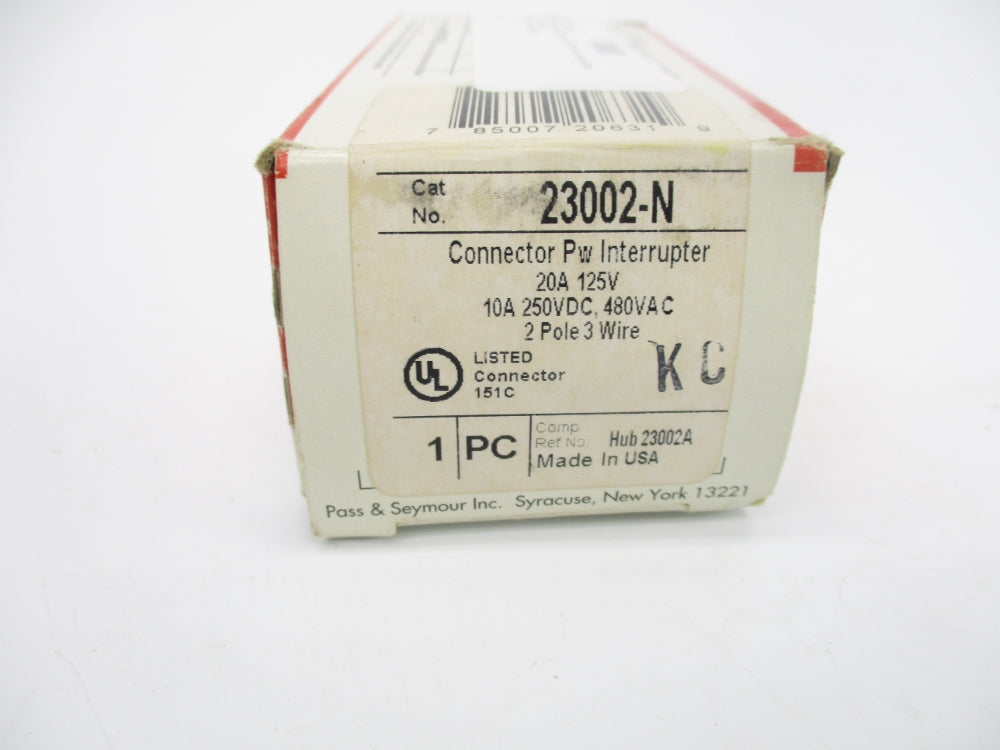 7 85007 20631 9
Cat No. 23002-N
Connector Pw Interrupter
20A 125V
10A 250VDC, 480VAC
2 Pole 3 Wire
UL LISTED
Connector
151C
KC
1 PC
Comp
Ref No: Hub 23002A
Made In USA
Pass & Seymour Inc. Syracuse, New York 13221